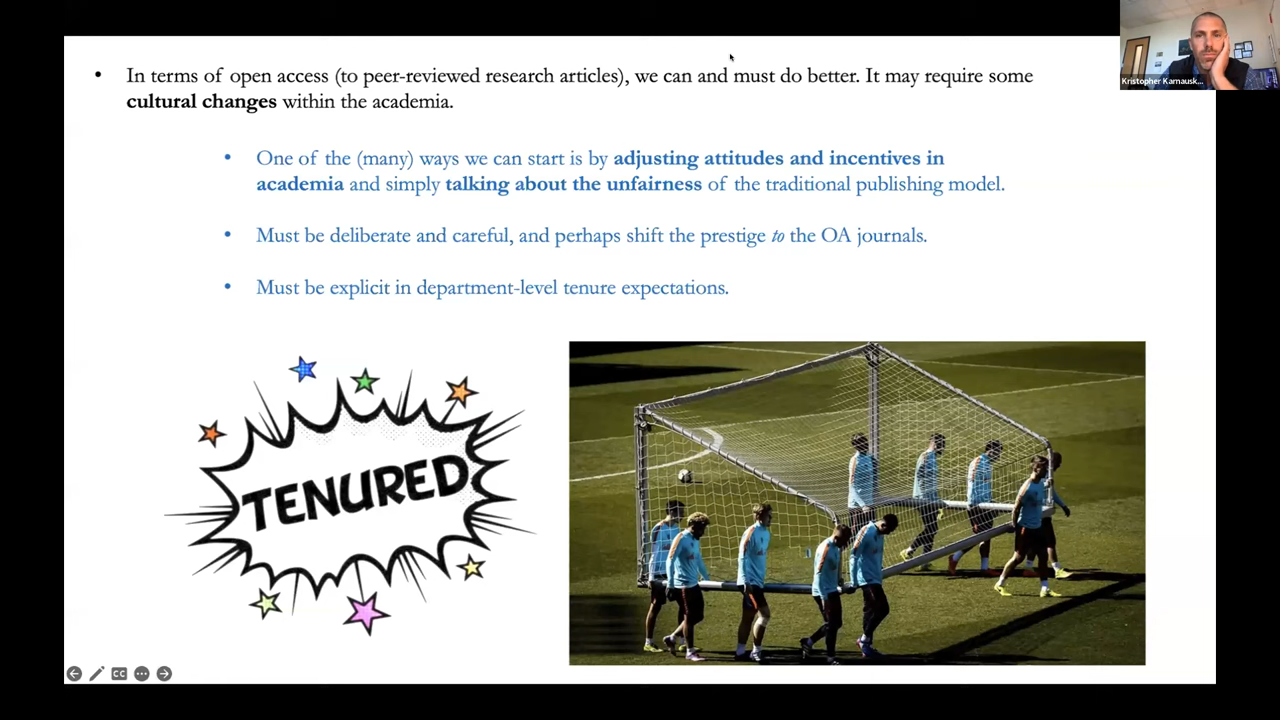 • In terms of open access (to peer-reviewed research articles), we can and must do better. It may require some
cultural changes within the academia.
• One of the (many) ways we can start is by adjusting attitudes and incentives in
academia and simply talking about the unfairness of the traditional publishing model.
• Must be deliberate and careful, and perhaps shift the prestige to the OA journals.
• Must be explicit in department-level tenure expectations.
TENURED
Kristopher Karnausk...
CC